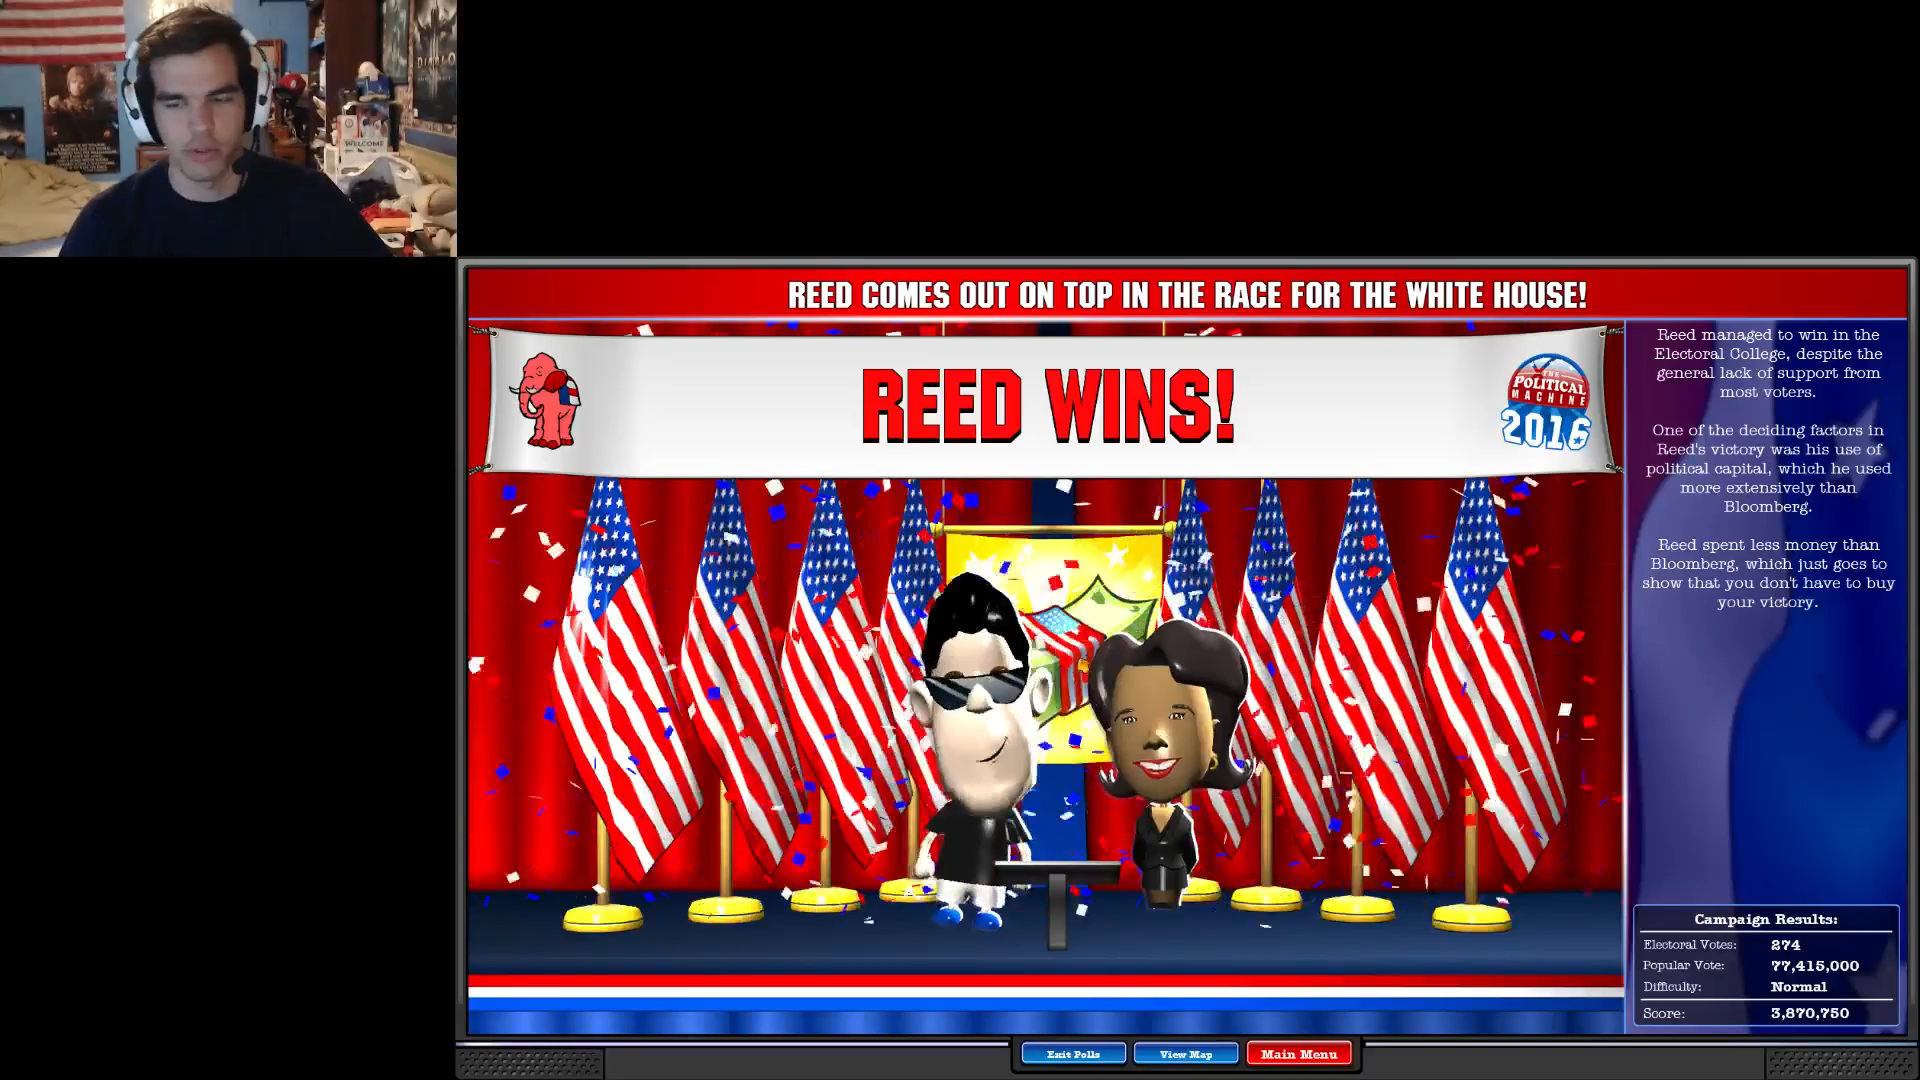 DIABLO
WELCOME
REED COMES OUT ON TOP IN THE RACE FOR THE WHITE HOUSE!
REED WINS!
THE
POLITICAL
MACHINE
2016
Reed managed to win in the
Electoral College, despite the
general lack of support from
most voters.
One of the deciding factors in
Reed's victory was his use of
political capital, which he used
more extensively than
Bloomberg.
Reed spent less money than
Bloomberg, which just goes to
show that you don't have to buy
your victory.
Campaign Results:
Electoral Votes: 274
Popular Vote: 77,415,000
Difficulty: Normal
Score: 3,870,750
Exit Polls
View Map
Main Menu